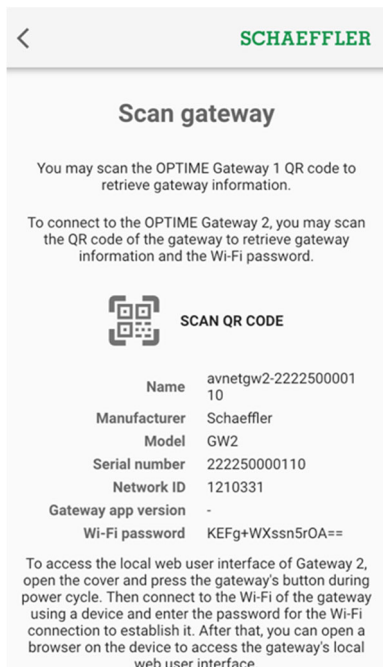 SCHAEFFLER
Scan gateway
You may scan the OPTIME Gateway 1 QR code to
retrieve gateway information.
To connect to the OPTIME Gateway 2, you may scan
the QR code of the gateway to retrieve gateway
information and the Wi-Fi password.
SCAN QR CODE
Name avnetgw2-2222500001
10
Manufacturer Schaeffler
Model GW2
Serial number 222250000110
Network ID 1210331
Gateway app version -
Wi-Fi password KEFg+WXssn5rOA==
To access the local web user interface of Gateway 2,
open the cover and press the gateway's button during
power cycle. Then connect to the Wi-Fi of the gateway
using a device and enter the password for the Wi-Fi
connection to establish it. After that, you can open a
browser on the device to access the gateway's local
web user interface